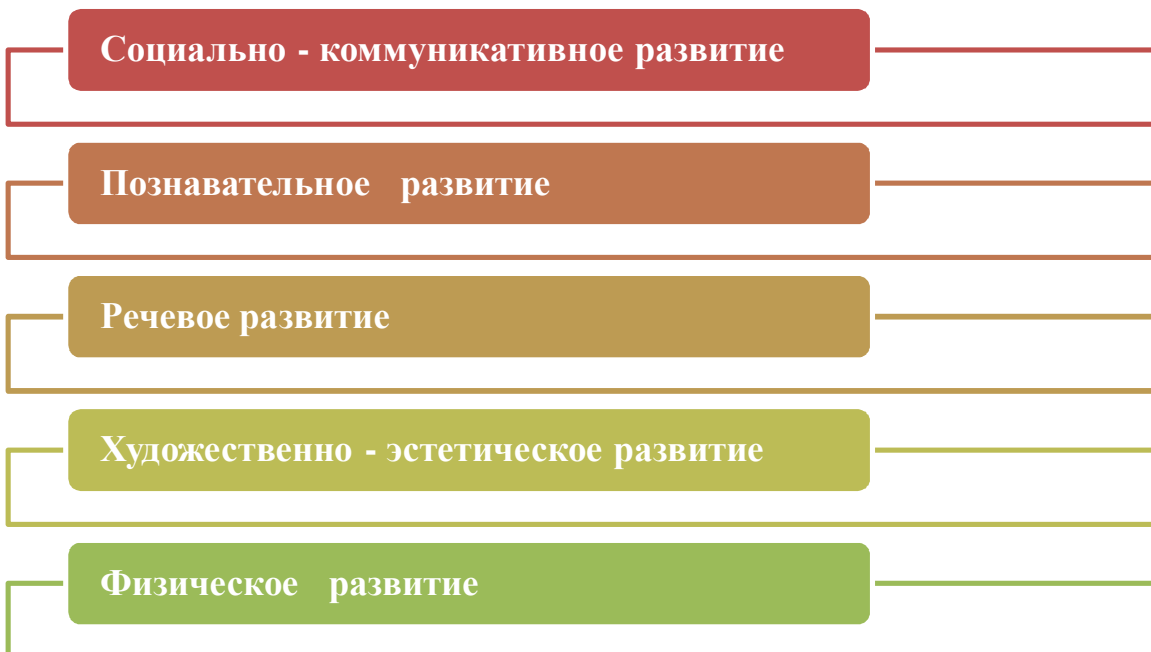 Социально - коммуникативное развитие
Познавательное развитие
Речевое развитие
Художественно - эстетическое развитие
Физическое развитие